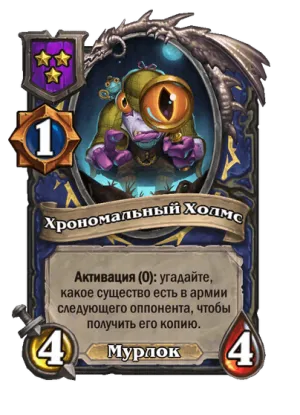 1
Хрономальный Холмс
Активация (0): угадайте,
какое существо есть в армии
следующего оппонента, чтобы
получить его копию.
4
Мурлок
4